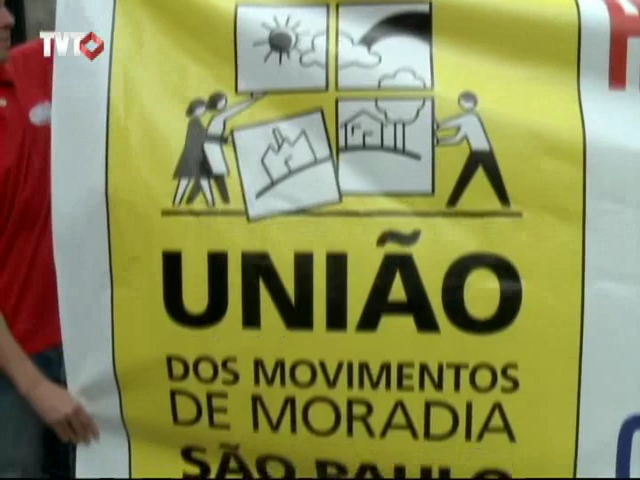 TVT
UNIÃO
DOS MOVIMENTOS
DE MORADIA
SÃO PAULO